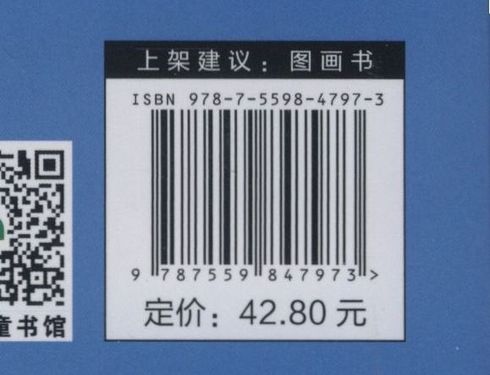 上架建议：图画书
ISBN 978-7-5598-4797-3
9 787559 847973 >
定价：42.80 元
童书馆